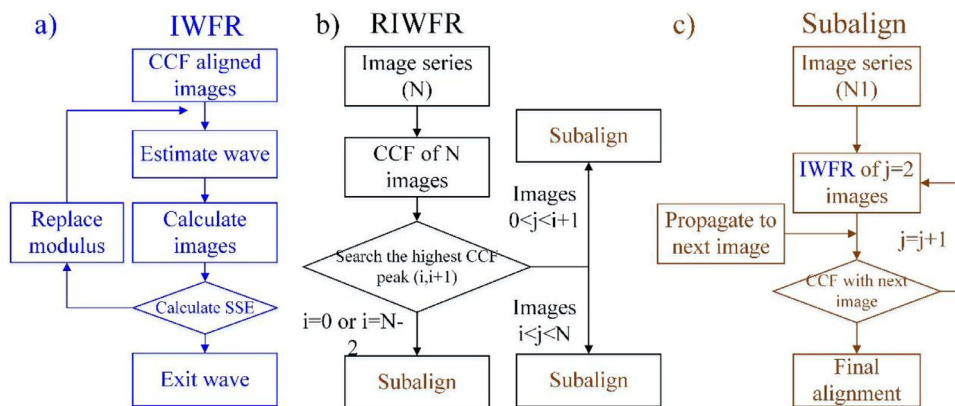 a) IWFR
CCF aligned
images
Estimate wave
Replace
modulus
Calculate
images
Calculate SSE
Exit wave
b) RIWFR
Image series
(N)
CCF of N
images
Search the highest CCF
peak (i,i+1)
i=0 or i=N-
2
Subalign
Subalign
Images
0<j<i+1
Images
i<j<N
Subalign
c) Subalign
Image series
(N1)
IWFR of j=2
images
Propagate to
next image
j=j+1
CCF with next
image
Final
alignment